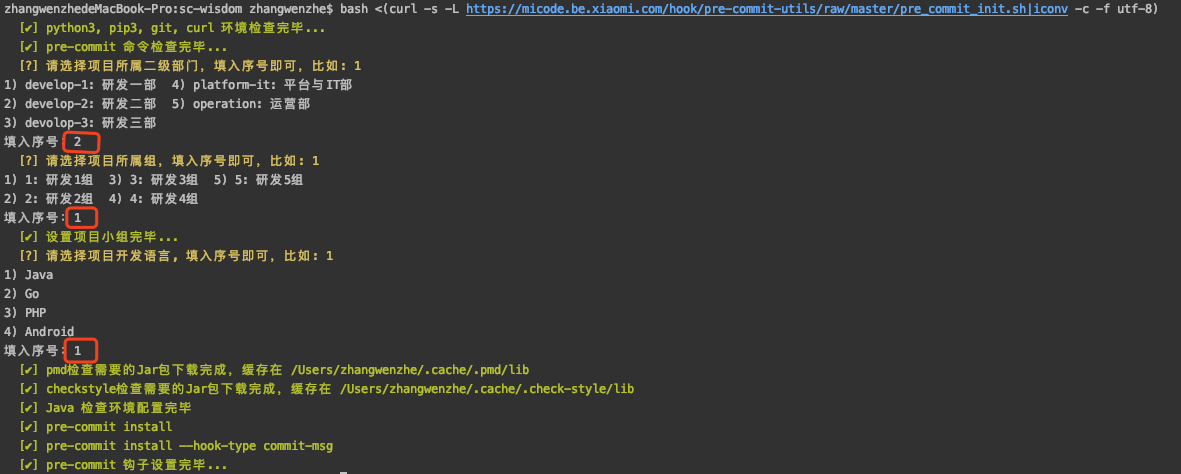 zhangwenzhedeMacBook-Pro:sc-wisdom zhangwenzhe$ bash <(curl -s -L https://micode.be.xiaomi.com/hook/pre-commit-utils/raw/master/pre_commit_init.sh|iconv -c -f utf-8)
[✔] python3, pip3, git, curl 环境检查完毕...
[✔] pre-commit 命令检查完毕...
[?] 请选择项目所属二级部门, 填入序号即可, 比如: 1
1) develop-1: 研发一部  4) platform-it: 平台与IT部
2) develop-2: 研发二部  5) operation: 运营部
3) devolop-3: 研发三部
填入序号: 2
[?] 请选择项目所属组, 填入序号即可, 比如: 1
1) 1: 研发1组  3) 3: 研发3组  5) 5: 研发5组
2) 2: 研发2组  4) 4: 研发4组
填入序号: 1
[✔] 设置项目小组完毕...
[?] 请选择项目开发语言, 填入序号即可, 比如: 1
1) Java
2) Go
3) PHP
4) Android
填入序号: 1
[✔] pmd检查需要的Jar包下载完成, 缓存在 /Users/zhangwenzhe/.cache/.pmd/lib
[✔] checkstyle检查需要的Jar包下载完成, 缓存在 /Users/zhangwenzhe/.cache/.check-style/lib
[✔] Java 检查环境配置完毕
[✔] pre-commit install
[✔] pre-commit install --hook-type commit-msg
[✔] pre-commit 钩子设置完毕...